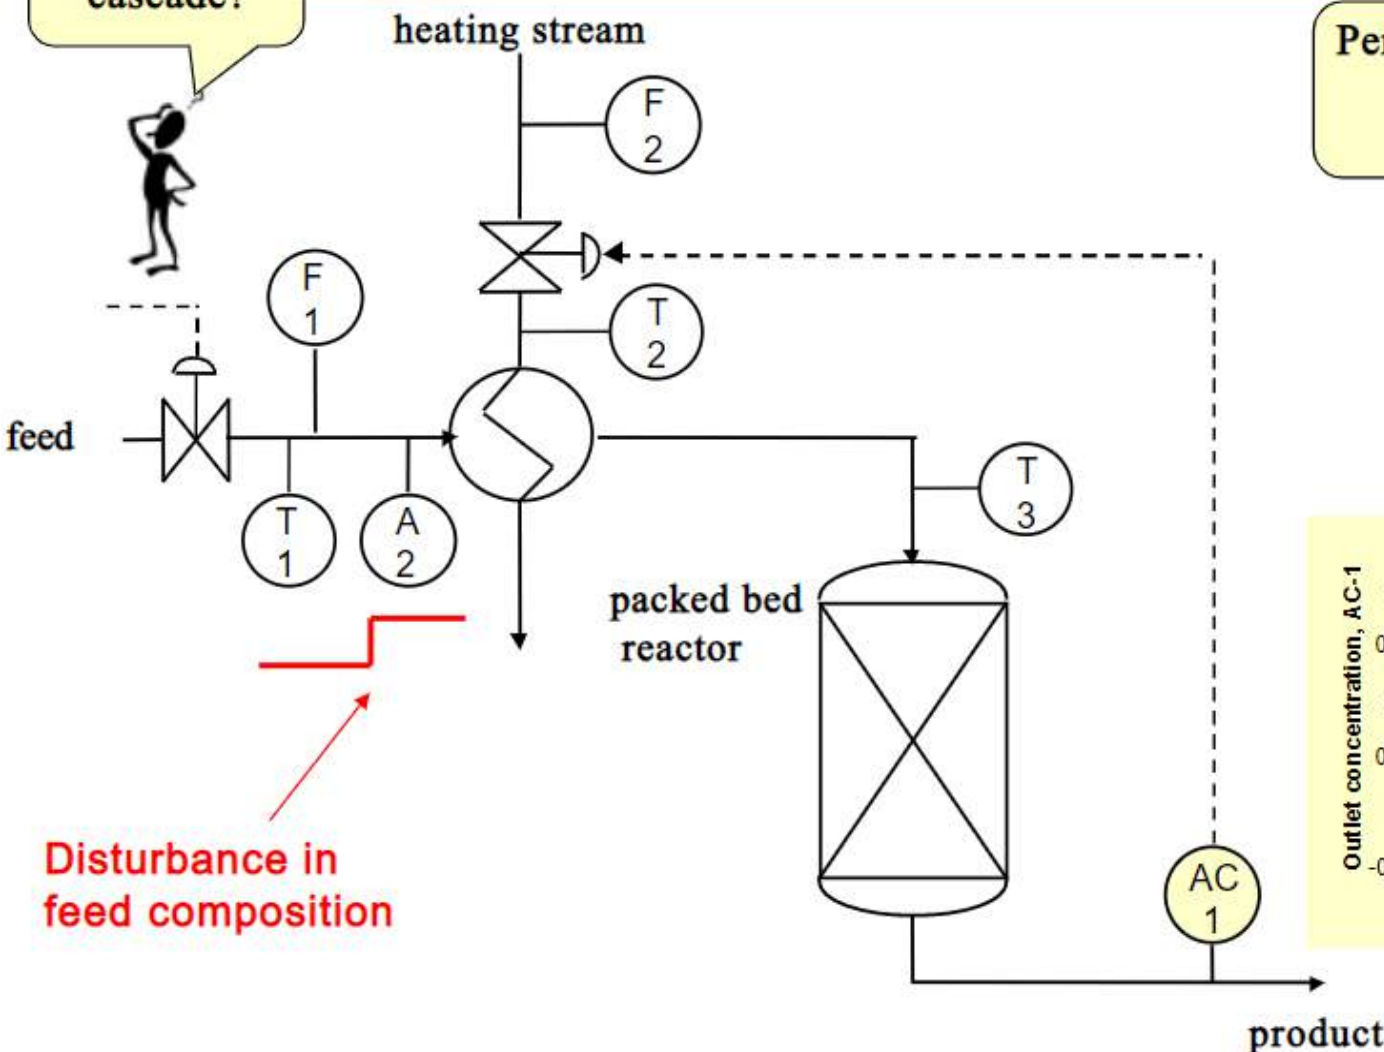 cascade?
heating stream
F
2
F
1
T
2
feed
T
1
A
2
T
3
packed bed
reactor
Disturbance in
feed composition
Outlet concentration, AC-1
AC
1
product